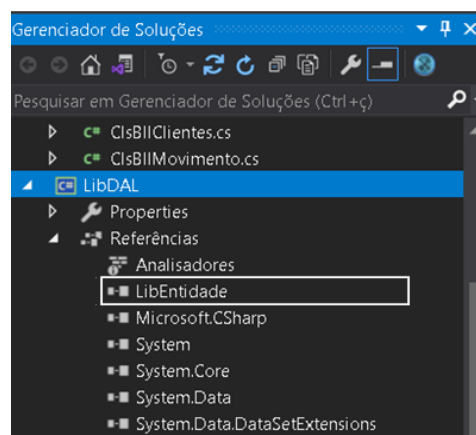 Gerenciador de Soluções
Pesquisar em Gerenciador de Soluções (Ctrl+ç)
C# ClsBllClientes.cs
C# ClsBllMovimento.cs
C# LibDAL
Properties
Referências
Analisadores
LibEntidade
Microsoft.CSharp
System
System.Core
System.Data
System.Data.DataSetExtensions